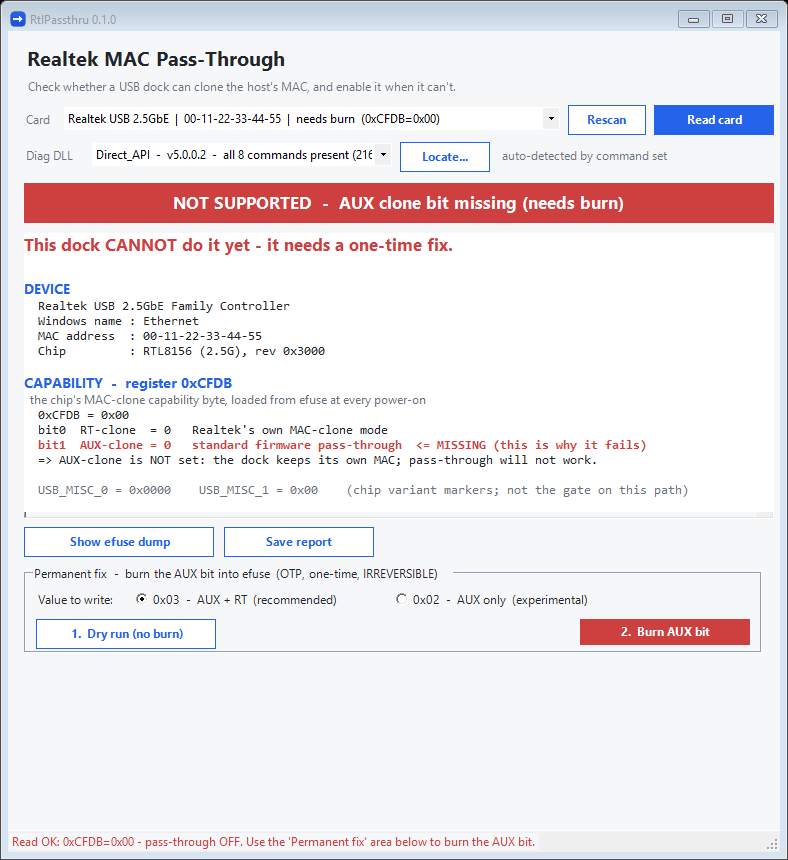 RtlPassthru 0.1.0
Realtek MAC Pass-Through
Check whether a USB dock can clone the host's MAC, and enable it when it can't.
Card Realtek USB 2.5GbE | 00-11-22-33-44-55 | needs burn (0xCFDB=0x00) Rescan Read card
Diag DLL Direct_API - v5.0.0.2 - all 8 commands present (216 Locate... auto-detected by command set
NOT SUPPORTED - AUX clone bit missing (needs burn)
This dock CANNOT do it yet - it needs a one-time fix.
DEVICE
Realtek USB 2.5GbE Family Controller
Windows name : Ethernet
MAC address : 00-11-22-33-44-55
Chip : RTL8156 (2.5G), rev 0x3000
CAPABILITY - register 0xCFDB
the chip's MAC-clone capability byte, loaded from efuse at every power-on
0xCFDB = 0x00
bit0 RT-clone = 0 Realtek's own MAC-clone mode
bit1 AUX-clone = 0 standard firmware pass-through <= MISSING (this is why it fails)
=> AUX-clone is NOT set: the dock keeps its own MAC; pass-through will not work.
USB_MISC_0 = 0x0000 USB_MISC_1 = 0x00 (chip variant markers; not the gate on this path)
Show efuse dump Save report
Permanent fix - burn the AUX bit into efuse (OTP, one-time, IRREVERSIBLE)
Value to write: 0x03 - AUX + RT (recommended) 0x02 - AUX only (experimental)
1. Dry run (no burn) 2. Burn AUX bit
Read OK: 0xCFDB=0x00 - pass-through OFF. Use the 'Permanent fix' area below to burn the AUX bit.